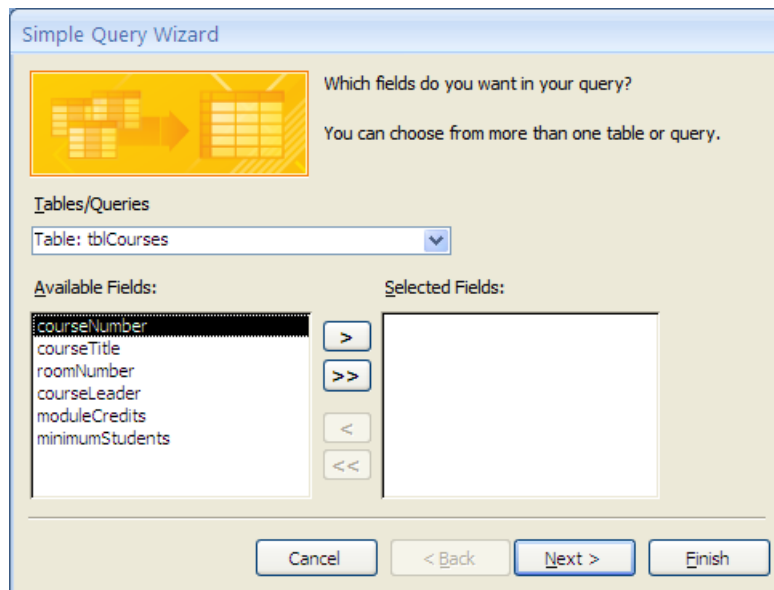 Simple Query Wizard
Which fields do you want in your query?
You can choose from more than one table or query.
Tables/Queries
Table: tblCourses
Available Fields:
Selected Fields:
courseNumber
courseTitle
roomNumber
courseLeader
moduleCredits
minimumStudents
>
>>
<
<<
Cancel
< Back
Next >
Finish